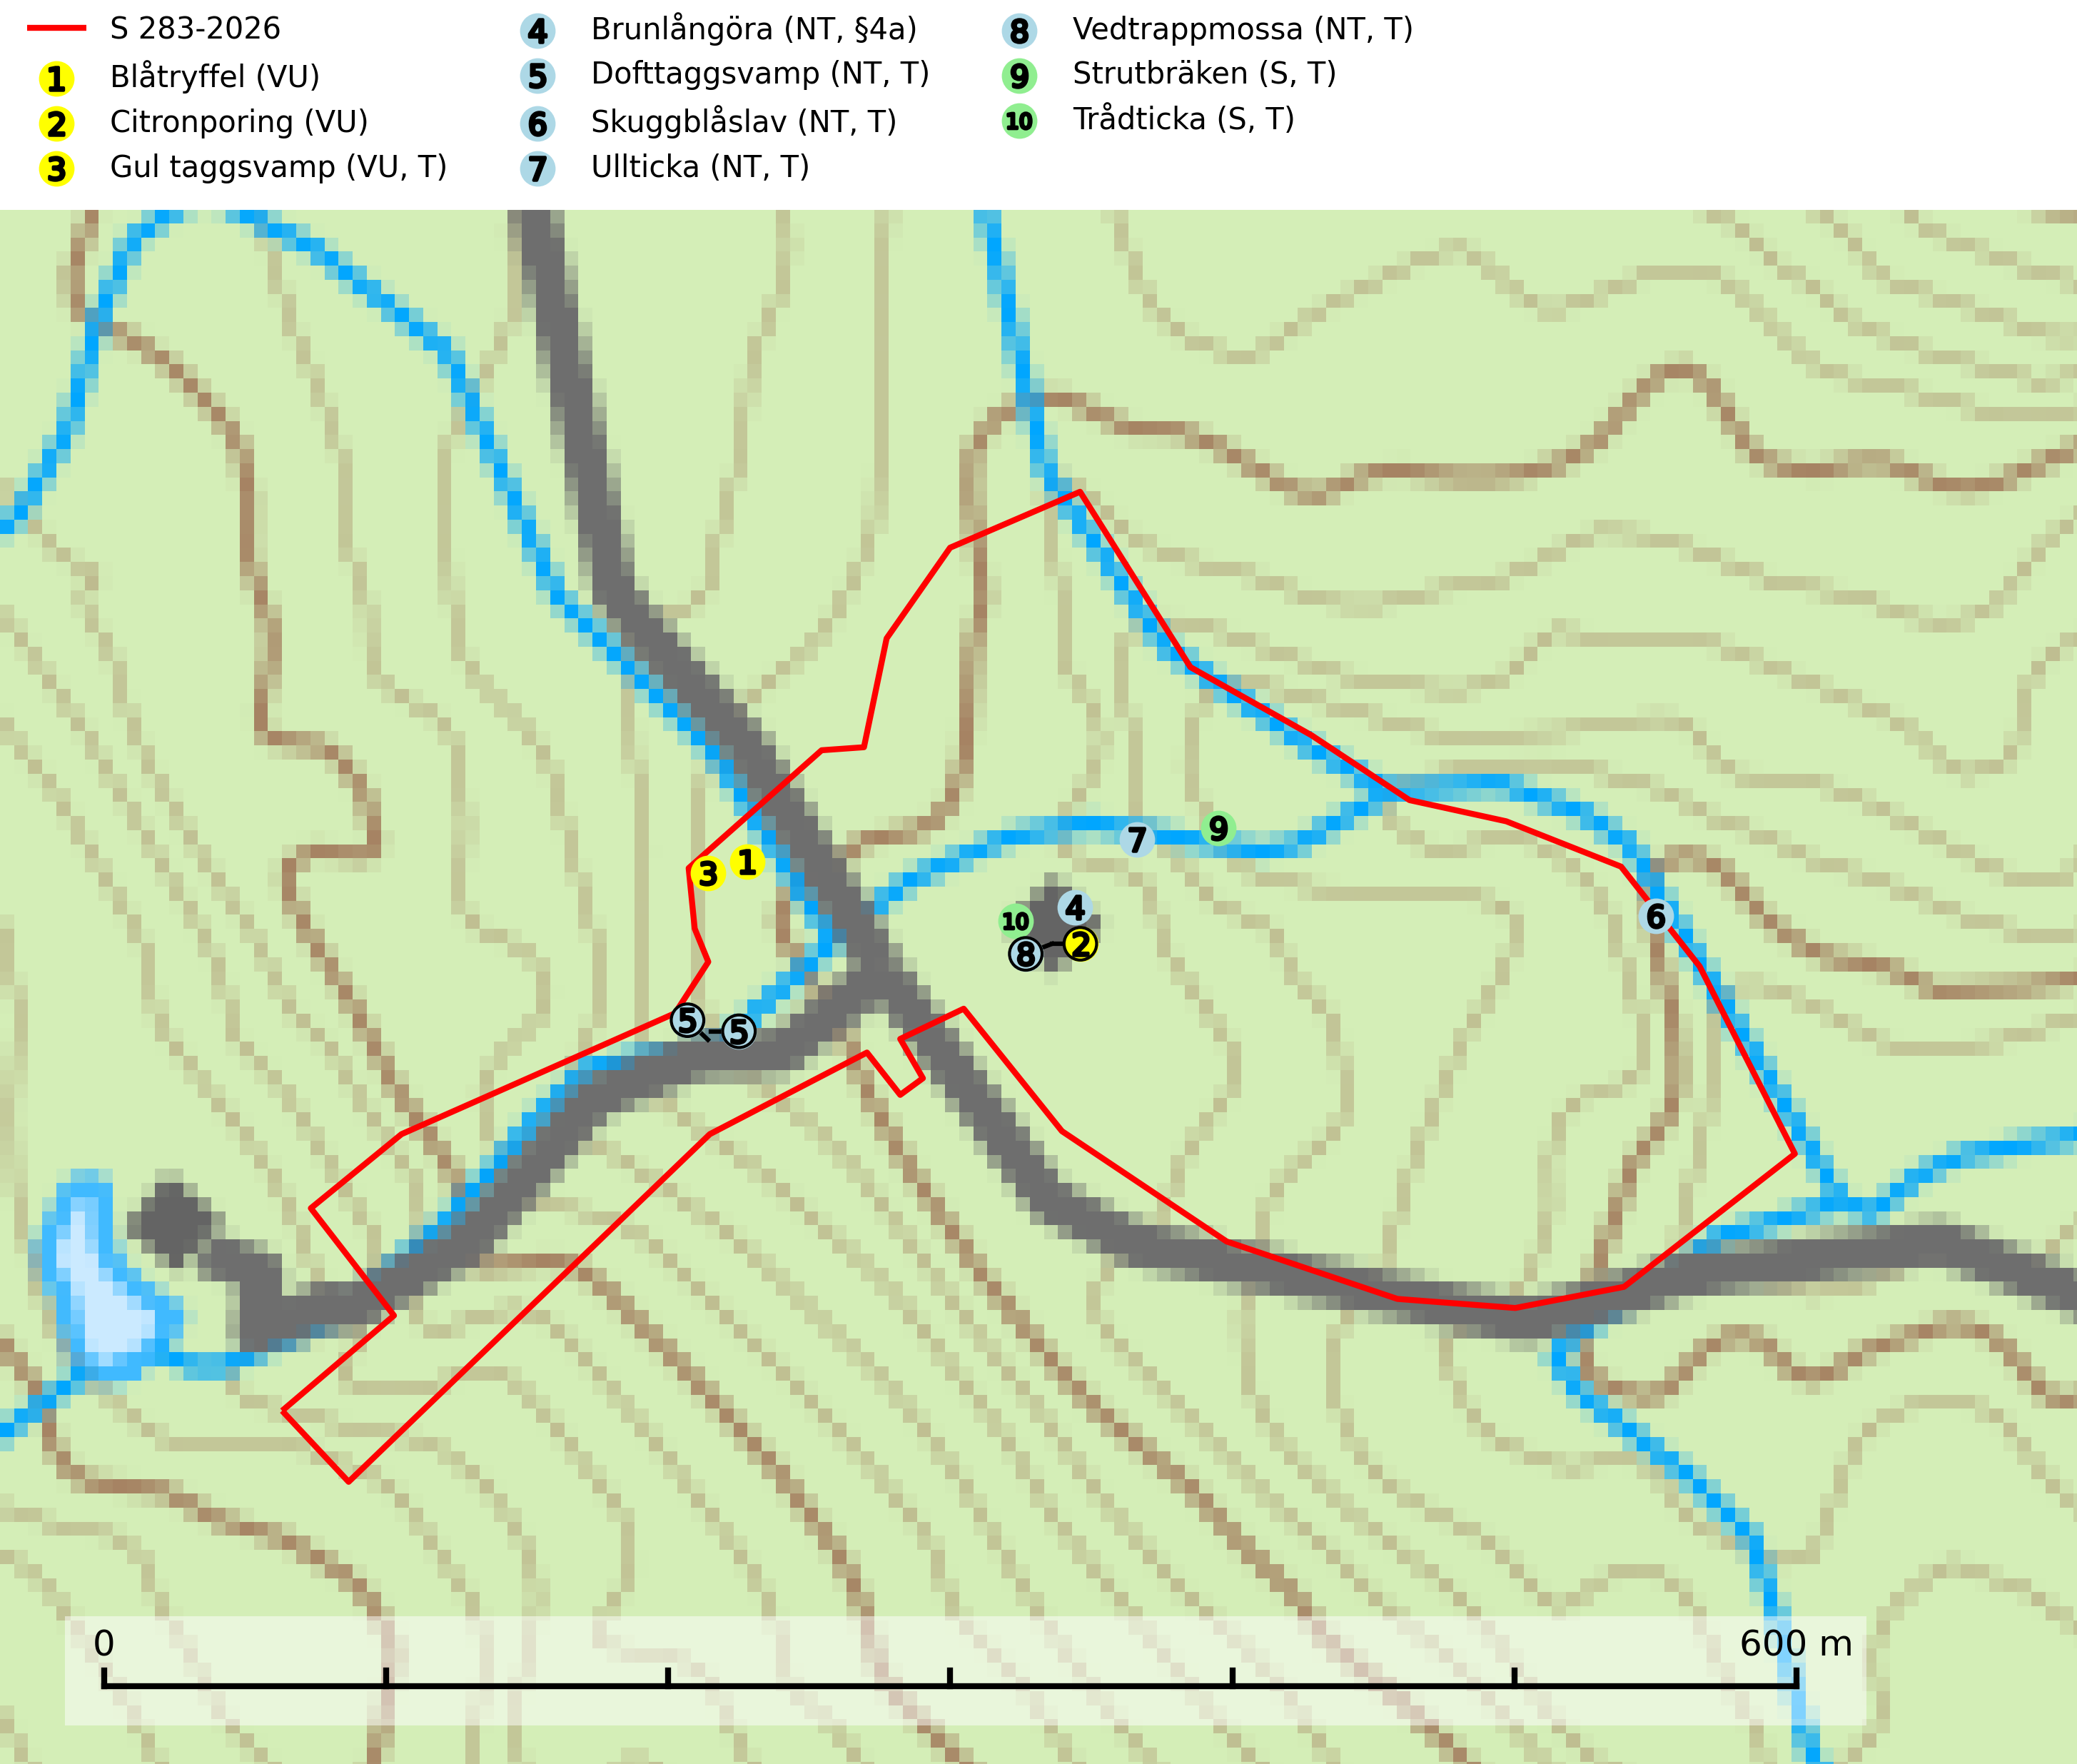 S 283-2026
1 Blåtryffel (VU)
2 Citronporing (VU)
3 Gul taggsvamp (VU, T)
4 Brunlångöra (NT, §4a)
5 Dofttaggsvamp (NT, T)
6 Skuggblåslav (NT, T)
7 Ullticka (NT, T)
8 Vedtrappmossa (NT, T)
9 Strutbräken (S, T)
10 Trådticka (S, T)
7 9
3 1
10 4 6
8 2
5 5
0 600 m